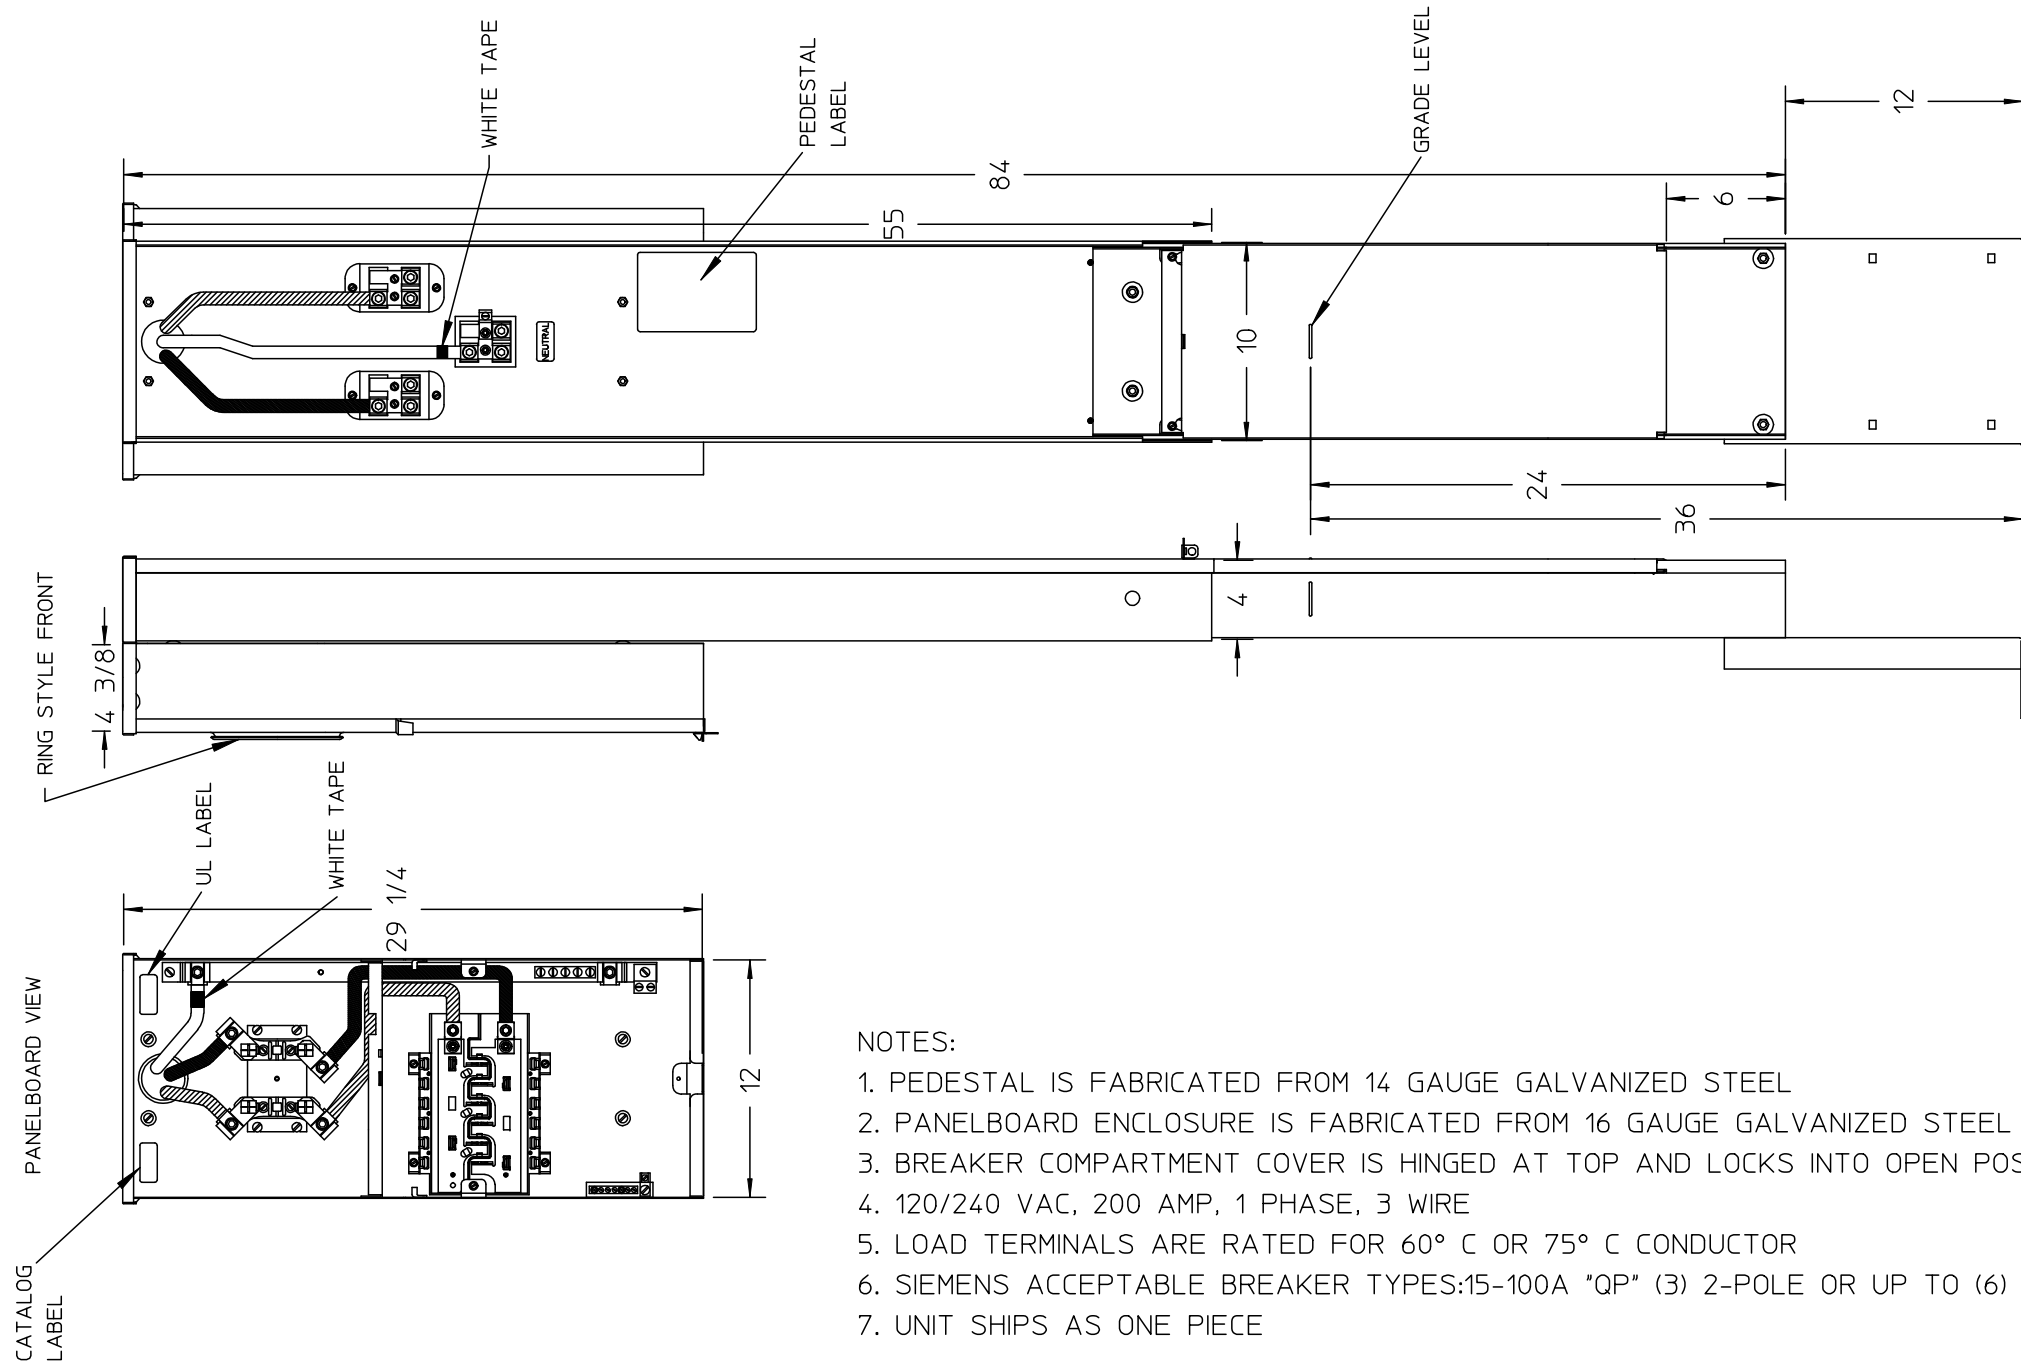 WHITE TAPE
PEDESTAL
LABEL
GRADE LEVEL
12
84
55
6
NEUTRAL
10
24
36
RING STYLE FRONT
4 3/8
4
UL LABEL
WHITE TAPE
29 1/4
PANELBOARD VIEW
12
CATALOG
LABEL
NOTES:
1. PEDESTAL IS FABRICATED FROM 14 GAUGE GALVANIZED STEEL
2. PANELBOARD ENCLOSURE IS FABRICATED FROM 16 GAUGE GALVANIZED STEEL
3. BREAKER COMPARTMENT COVER IS HINGED AT TOP AND LOCKS INTO OPEN POS
4. 120/240 VAC, 200 AMP, 1 PHASE, 3 WIRE
5. LOAD TERMINALS ARE RATED FOR 60° C OR 75° C CONDUCTOR
6. SIEMENS ACCEPTABLE BREAKER TYPES:15-100A "QP" (3) 2-POLE OR UP TO (6)
7. UNIT SHIPS AS ONE PIECE